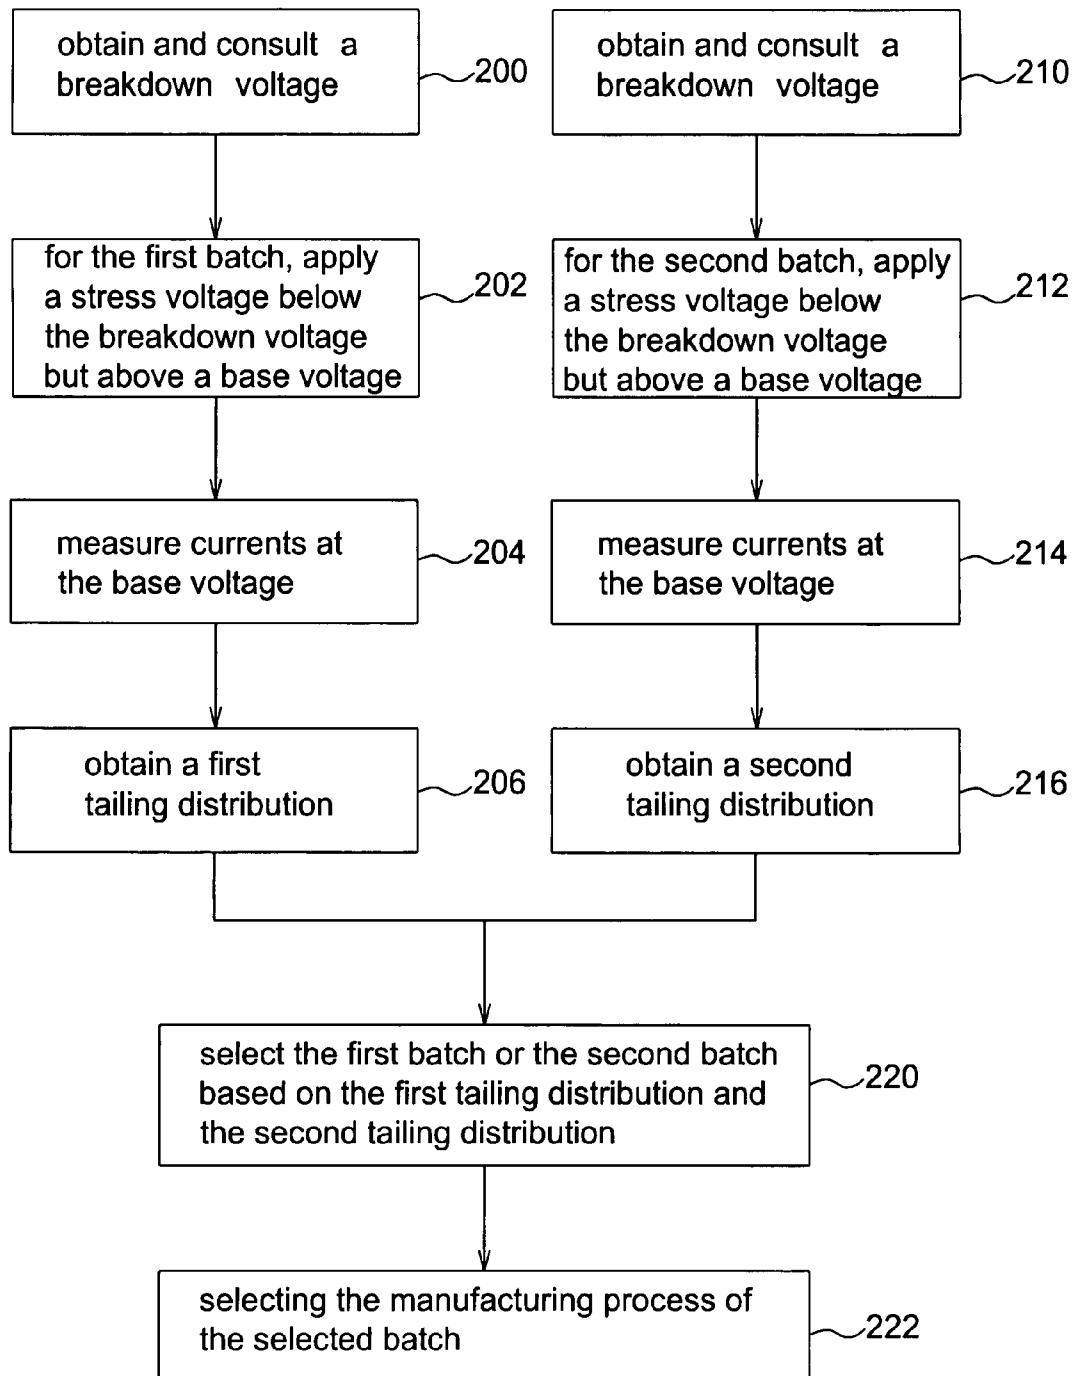 obtain and consult a
breakdown voltage
200
obtain and consult a
breakdown voltage
210
for the first batch, apply
a stress voltage below
the breakdown voltage
but above a base voltage
202
for the second batch, apply
a stress voltage below
the breakdown voltage
but above a base voltage
212
measure currents at
the base voltage
204
measure currents at
the base voltage
214
obtain a first
tailing distribution
206
obtain a second
tailing distribution
216
select the first batch or the second batch
based on the first tailing distribution and
the second tailing distribution
220
selecting the manufacturing process of
the selected batch
222